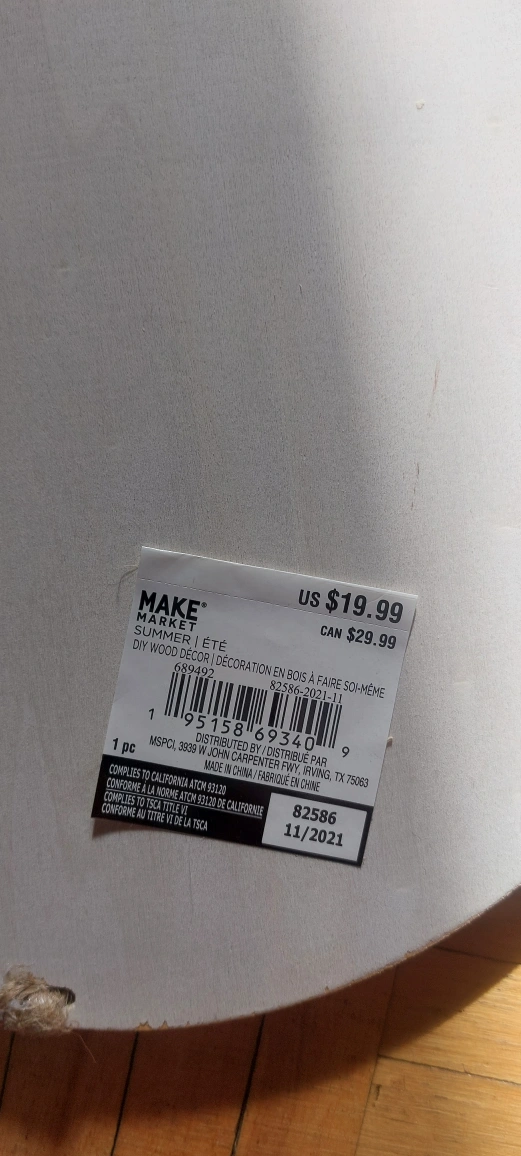 US $19.99
CAN $29.99
MAKE®
MARKET
SUMMER | ÉTÉ
DIY WOOD DÉCOR | DÉCORATION EN BOIS À FAIRE SOI-MÊME
689492 82586-2021-11
1 95158 69340 9
DISTRIBUTED BY / DISTRIBUÉ PAR
MSPCI, 3939 W JOHN CARPENTER FWY, IRVING, TX 75063
MADE IN CHINA / FABRIQUÉ EN CHINE
1 pc
COMPLIES TO CALIFORNIA ATCM 93120
CONFORME À LA NORME ATCM 93120 DE CALIFORNIE
COMPLIES TO TSCA TITLE VI
CONFORME AU TITRE VI DE LA TSCA
82586
11/2021